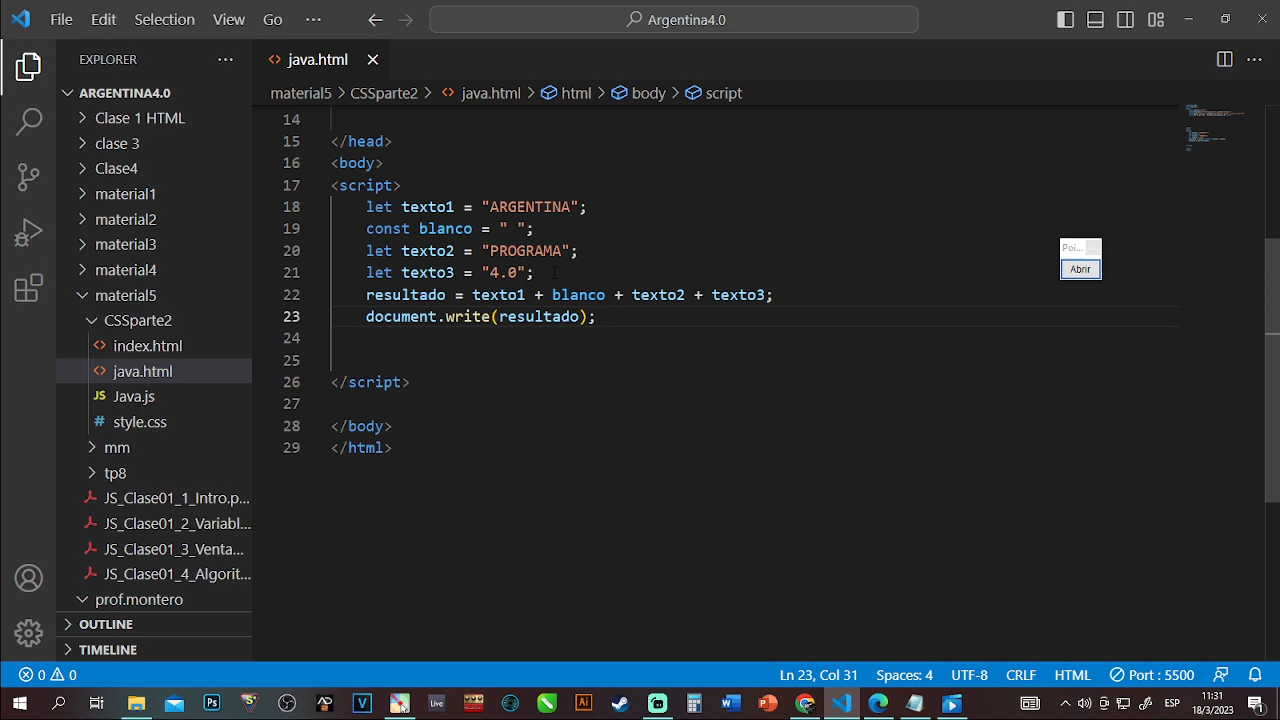 File Edit Selection View Go ··· Argentina4.0
EXPLORER ···
ARGENTINA4.0
Clase 1 HTML
clase 3
Clase4
material1
material2
material3
material4
material5
CSSparte2
index.html
java.html
JS Java.js
# style.css
mm
tp8
JS_Clase01_1_Intro.p...
JS_Clase01_2_Variabl...
JS_Clase01_3_Venta...
JS_Clase01_4_Algorit...
prof.montero
OUTLINE
TIMELINE
java.html
material5 > CSSparte2 > java.html > html > body > script
14
15 </head>
16 <body>
17 <script>
18 let texto1 = "ARGENTINA";
19 const blanco = " ";
20 let texto2 = "PROGRAMA";
21 let texto3 = "4.0";
22 resultado = texto1 + blanco + texto2 + texto3;
23 document.write(resultado);
24
25
26 </script>
27
28 </body>
29 </html>
Poi...
Abrir
0 0 Ln 23, Col 31 Spaces: 4 UTF-8 CRLF HTML Port : 5500
Ps V Live Ai ESP 11:31
18/3/2023